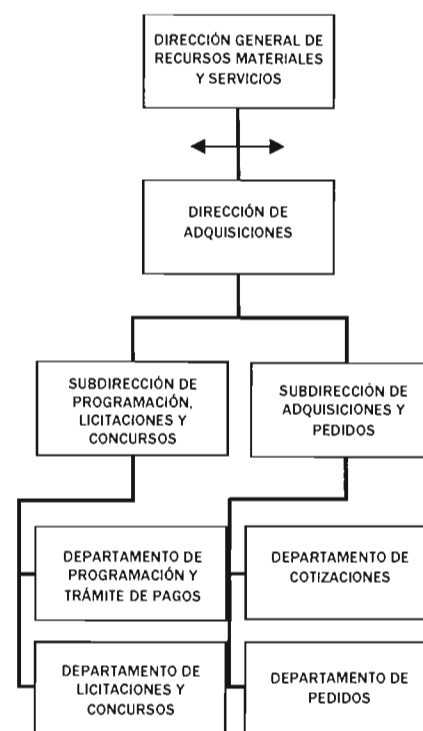 DIRECCIÓN GENERAL DE
RECURSOS MATERIALES
Y SERVICIOS
DIRECCIÓN DE
ADQUISICIONES
SUBDIRECCIÓN DE
PROGRAMACIÓN,
LICITACIONES Y
CONCURSOS
SUBDIRECCIÓN DE
ADQUISICIONES Y
PEDIDOS
DEPARTAMENTO DE
PROGRAMACIÓN Y
TRÁMITE DE PAGOS
DEPARTAMENTO DE
COTIZACIONES
DEPARTAMENTO DE
LICITACIONES Y
CONCURSOS
DEPARTAMENTO DE
PEDIDOS